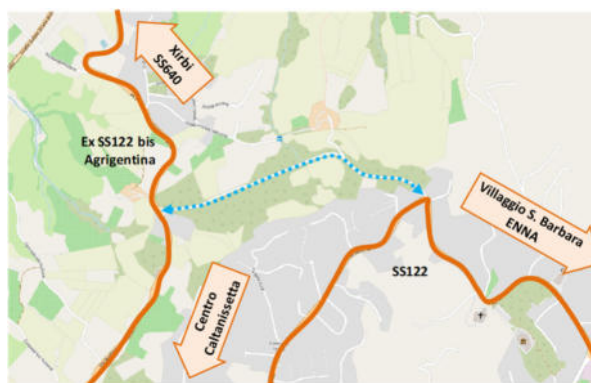 Xirbi
SS640
Ex SS122 bis
Agrigentina
Villaggio S. Barbara
ENNA
SS122
Centro
Caltanissetta